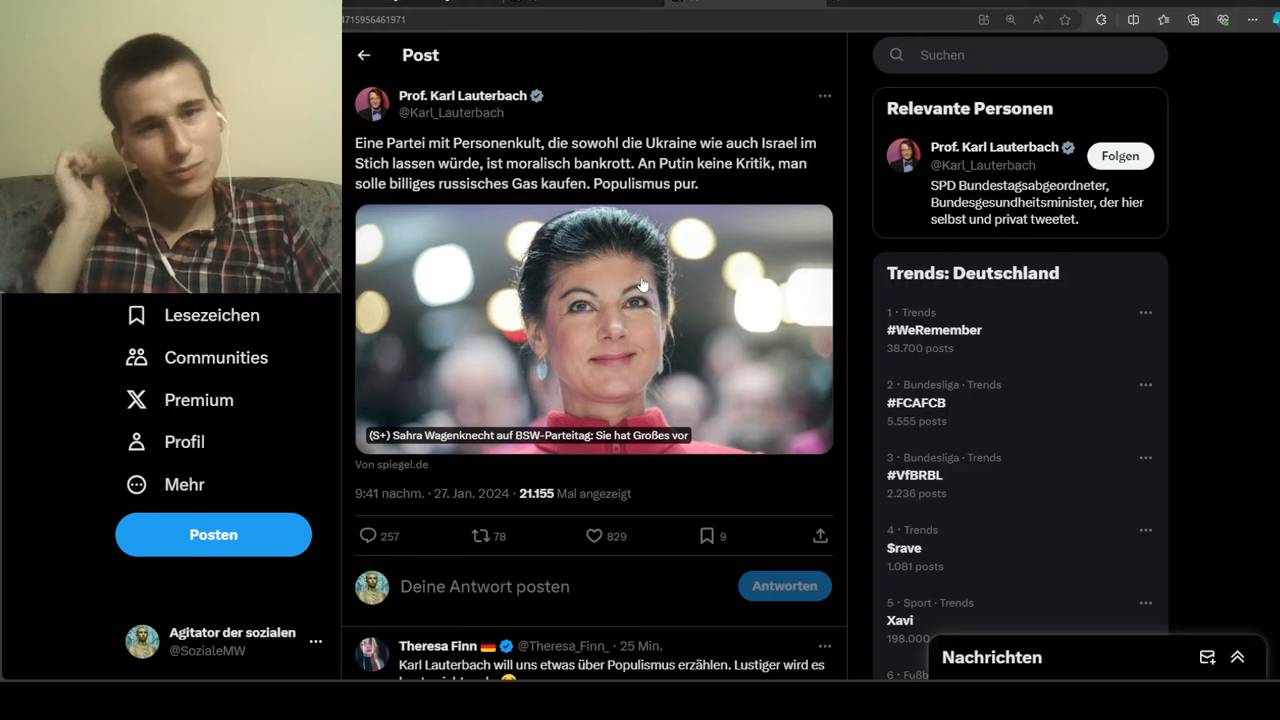 4715956461971
Post
Prof. Karl Lauterbach
@Karl_Lauterbach
Eine Partei mit Personenkult, die sowohl die Ukraine wie auch Israel im
Stich lassen würde, ist moralisch bankrott. An Putin keine Kritik, man
solle billiges russisches Gas kaufen. Populismus pur.
(S+) Sahra Wagenknecht auf BSW-Parteitag: Sie hat Großes vor
Von spiegel.de
9:41 nachm. · 27. Jan. 2024 · 21.155 Mal angezeigt
257 78 829 9
Deine Antwort posten
Antworten
Theresa Finn @Theresa_Finn_ · 25 Min.
Karl Lauterbach will uns etwas über Populismus erzählen. Lustiger wird es
Lesezeichen
Communities
Premium
Profil
Mehr
Posten
Agitator der sozialen
@SozialeMW
Suchen
Relevante Personen
Prof. Karl Lauterbach
@Karl_Lauterbach
Folgen
SPD Bundestagsabgeordneter,
Bundesgesundheitsminister, der hier
selbst und privat tweetet.
Trends: Deutschland
1 · Trends
#WeRemember
38.700 posts
2 · Bundesliga · Trends
#FCAFCB
5.555 posts
3 · Bundesliga · Trends
#VfBRBL
2.236 posts
4 · Trends
$rave
1.081 posts
5 · Sport · Trends
Xavi
198.000
Nachrichten